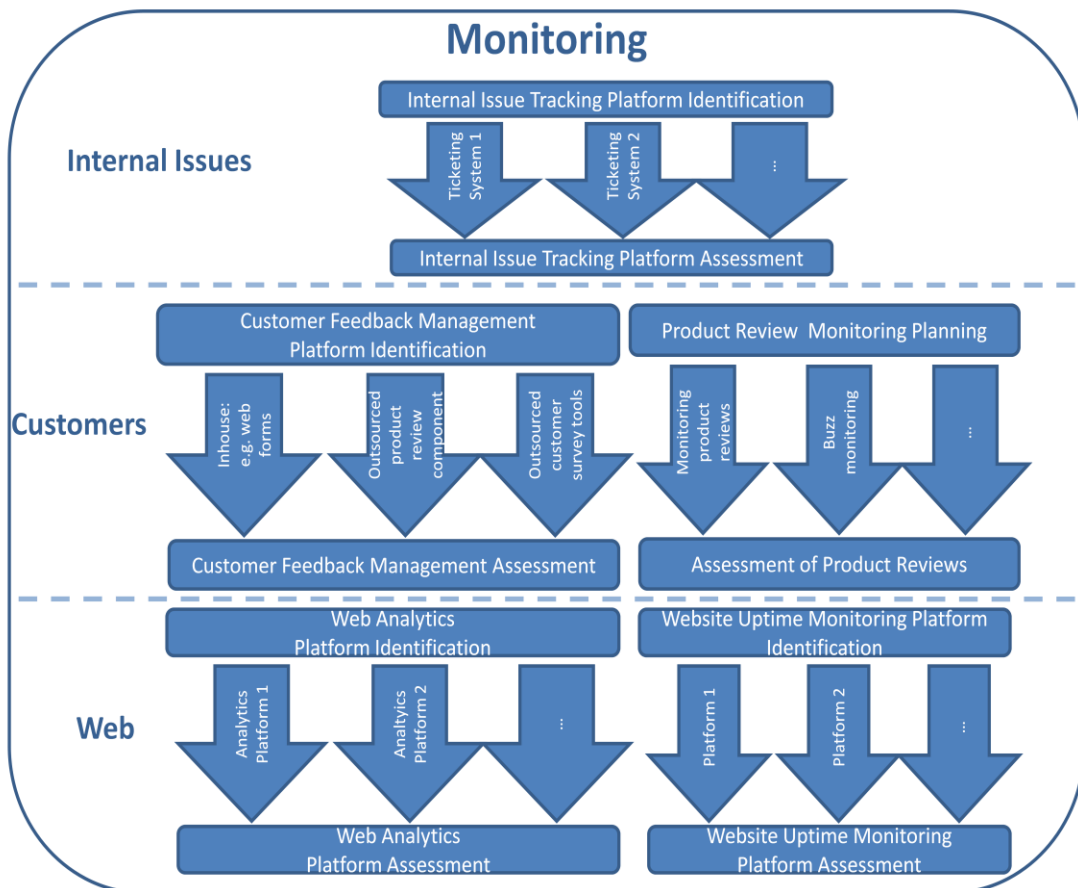 Monitoring
Internal Issues
Internal Issue Tracking Platform Identification
Ticketing
System 1
Ticketing
System 2
...
Internal Issue Tracking Platform Assessment
Customers
Customer Feedback Management
Platform Identification
Inhouse:
e.g. web
forms
Outsourced
product
review
component
Outsourced
customer
survey tools
Customer Feedback Management Assessment
Product Review Monitoring Planning
Monitoring
product
reviews
Buzz
monitoring
...
Assessment of Product Reviews
Web
Web Analytics
Platform Identification
Analytics
Platform 1
Analtyics
Platform 2
...
Web Analytics
Platform Assessment
Website Uptime Monitoring Platform
Identification
Platform 1
Platform 2
...
Website Uptime Monitoring
Platform Assessment